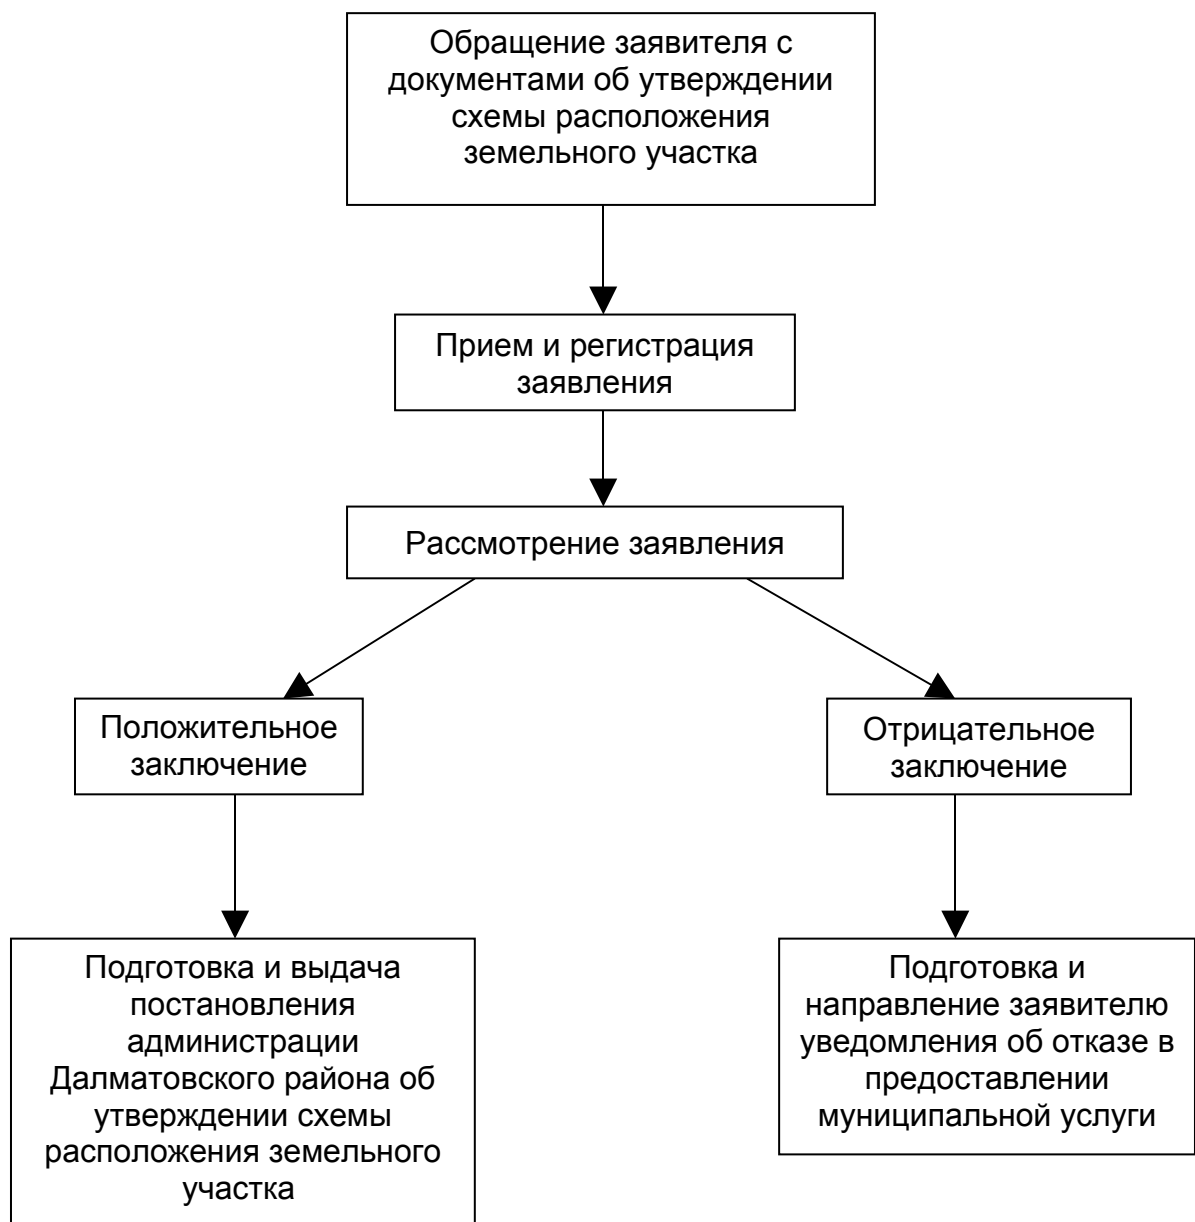 Обращение заявителя с
документами об утверждении
схемы расположения
земельного участка
Прием и регистрация
заявления
Рассмотрение заявления
Положительное
заключение
Отрицательное
заключение
Подготовка и выдача
постановления
администрации
Далматовского района об
утверждении схемы
расположения земельного
участка
Подготовка и
направление заявителю
уведомления об отказе в
предоставлении
муниципальной услуги